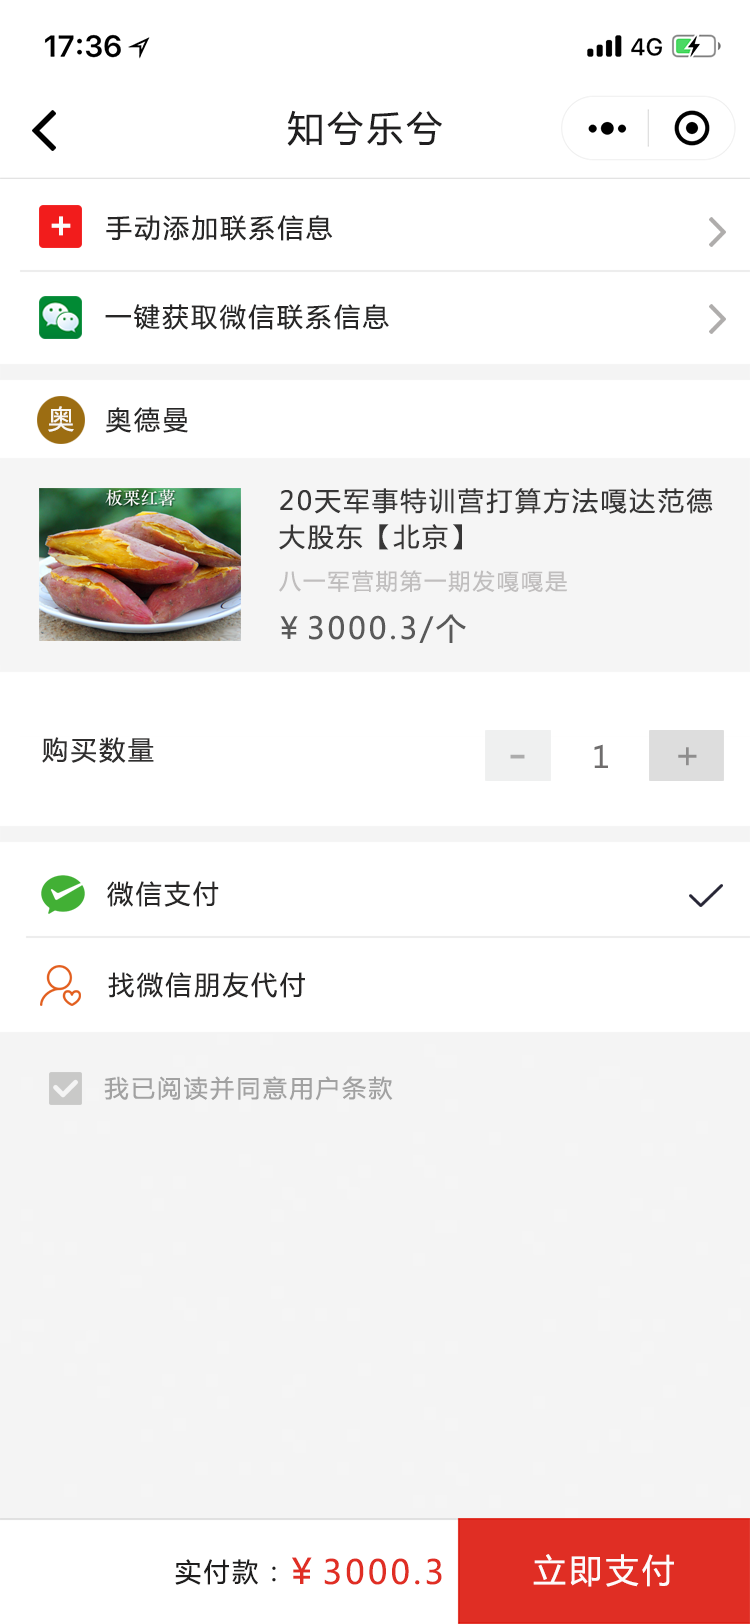 17:36
4G
知兮乐兮
手动添加联系信息
一键获取微信联系信息
奥 奥德曼
板栗红薯
20天军事特训营打算方法嘎达范德
大股东【北京】
八一军营期第一期发嘎嘎是
¥3000.3/个
购买数量
- 1 +
微信支付
找微信朋友代付
我已阅读并同意用户条款
实付款：¥3000.3
立即支付